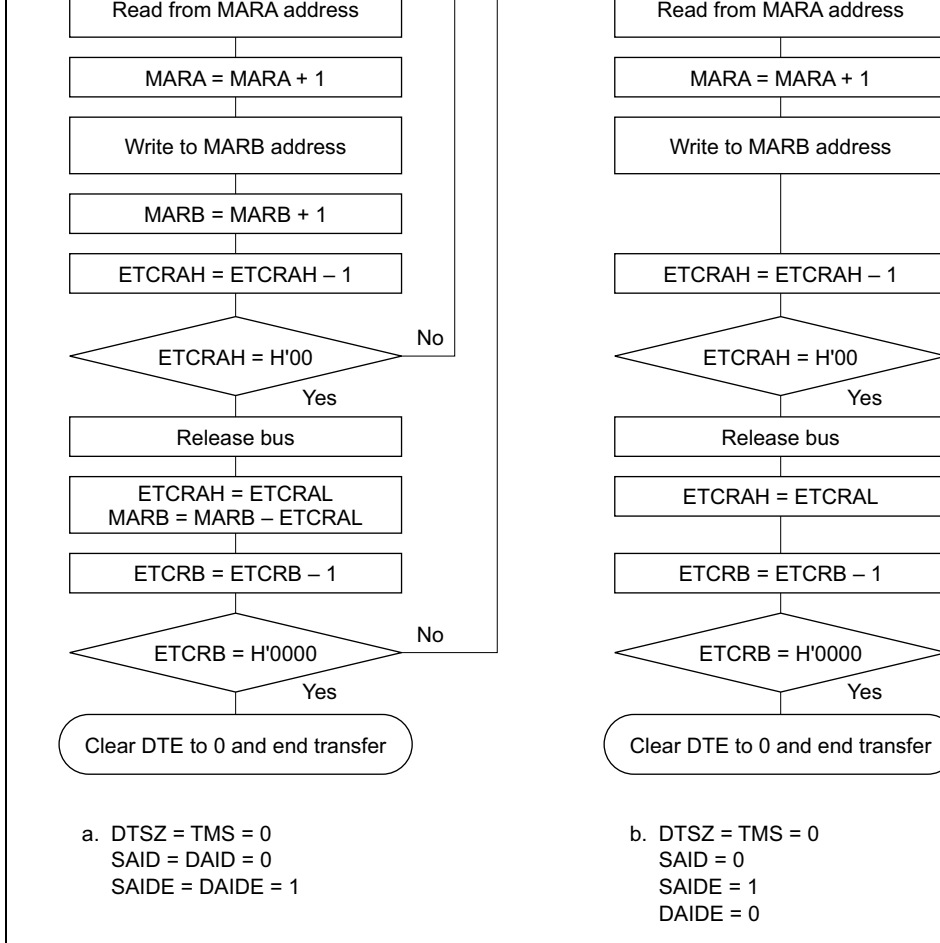 Read from MARA address
MARA = MARA + 1
Write to MARB address
MARB = MARB + 1
ETCRAH = ETCRAH – 1
No
ETCRAH = H'00
Yes
Release bus
ETCRAH = ETCRAL
MARB = MARB – ETCRAL
ETCRB = ETCRB – 1
No
ETCRB = H'0000
Yes
Clear DTE to 0 and end transfer
a. DTSZ = TMS = 0
SAID = DAID = 0
SAIDE = DAIDE = 1
Read from MARA address
MARA = MARA + 1
Write to MARB address
ETCRAH = ETCRAH – 1
ETCRAH = H'00
Yes
Release bus
ETCRAH = ETCRAL
ETCRB = ETCRB – 1
ETCRB = H'0000
Yes
Clear DTE to 0 and end transfer
b. DTSZ = TMS = 0
SAID = 0
SAIDE = 1
DAIDE = 0